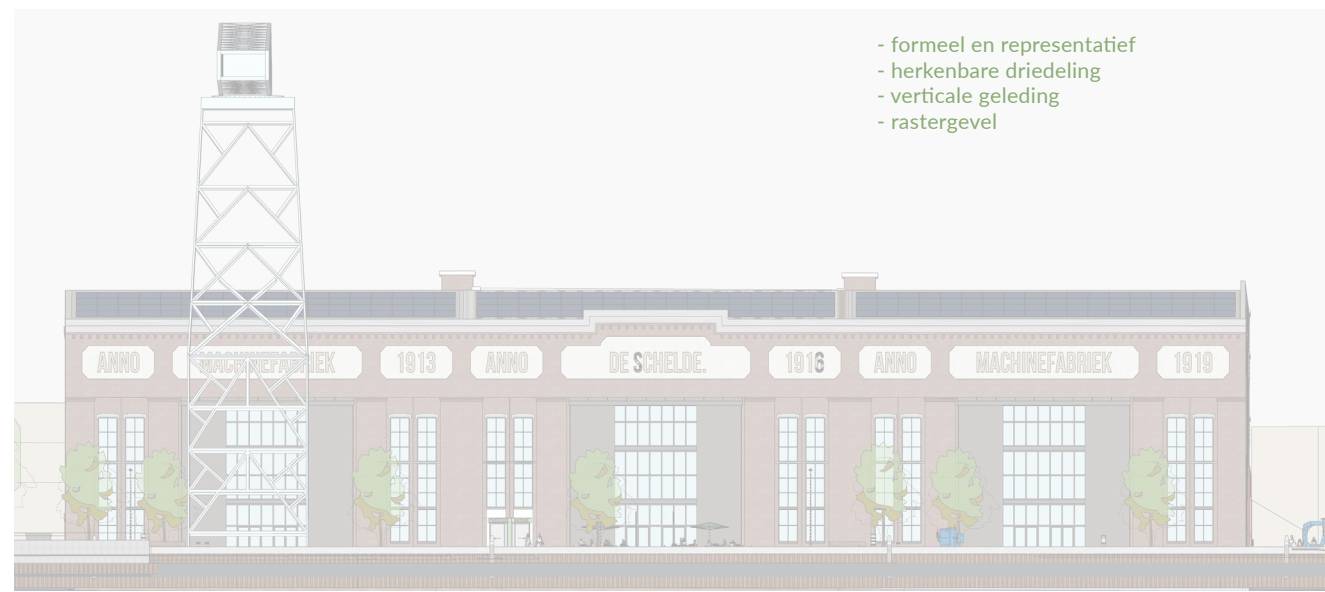 - formeel en representatief
- herkenbare driedeling
- verticale geleding
- rastergevel
ANNO MACHINEFABRIEK 1913 ANNO DE SCHELDE. 1916 ANNO MACHINEFABRIEK 1919